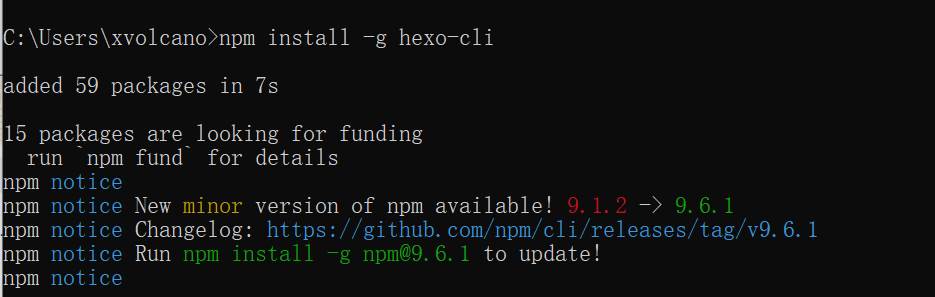 C:\Users\xvolcano>npm install -g hexo-cli
added 59 packages in 7s
15 packages are looking for funding
  run `npm fund` for details
npm notice
npm notice New minor version of npm available! 9.1.2 -> 9.6.1
npm notice Changelog: https://github.com/npm/cli/releases/tag/v9.6.1
npm notice Run npm install -g npm@9.6.1 to update!
npm notice